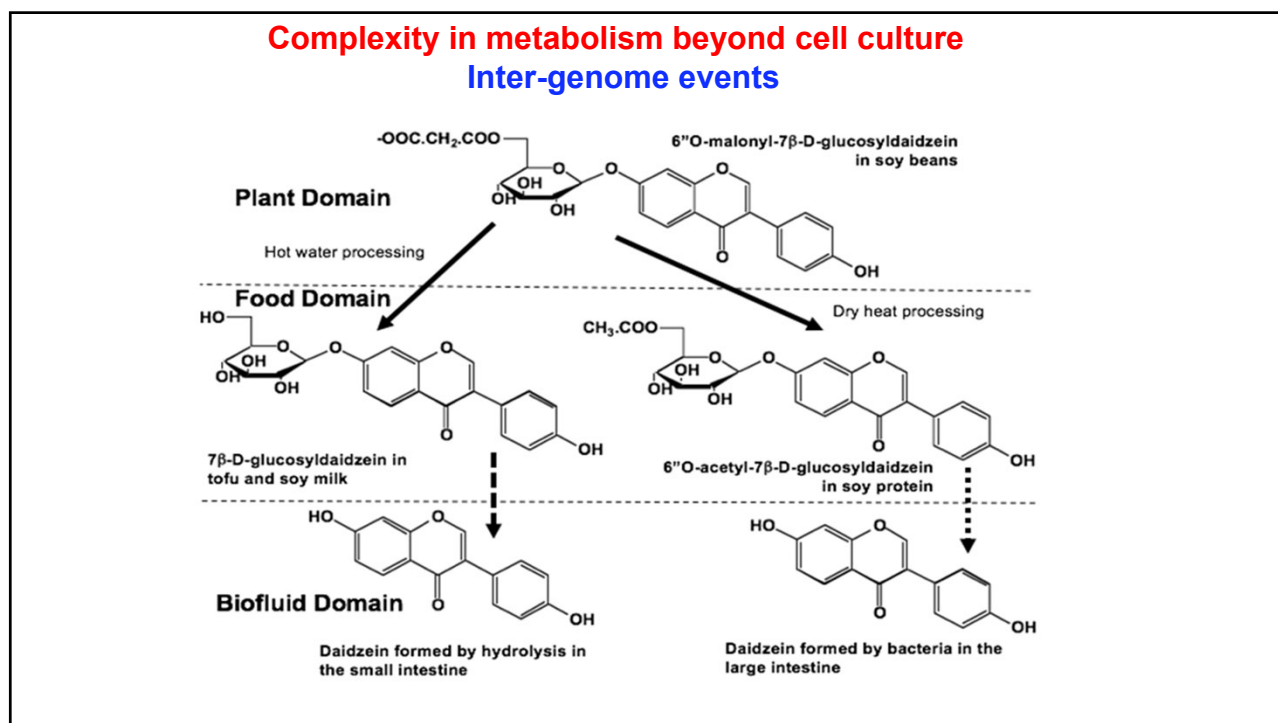 Complexity in metabolism beyond cell culture
Inter-genome events
-OOC.CH₂.COO
6"O-malonyl-7β-D-glucosyldaidzein
in soy beans
O
O
O
OH
OH
OH
O
OH
Plant Domain
Hot water processing
Food Domain
Dry heat processing
HO
O
O
O
OH
OH
OH
O
OH
7β-D-glucosyldaidzein in
tofu and soy milk
CH₃.COO
O
O
O
OH
OH
OH
O
OH
6"O-acetyl-7β-D-glucosyldaidzein
in soy protein
HO
O
O
OH
Biofluid Domain
Daidzein formed by hydrolysis in
the small intestine
HO
O
O
OH
Daidzein formed by bacteria in the
large intestine